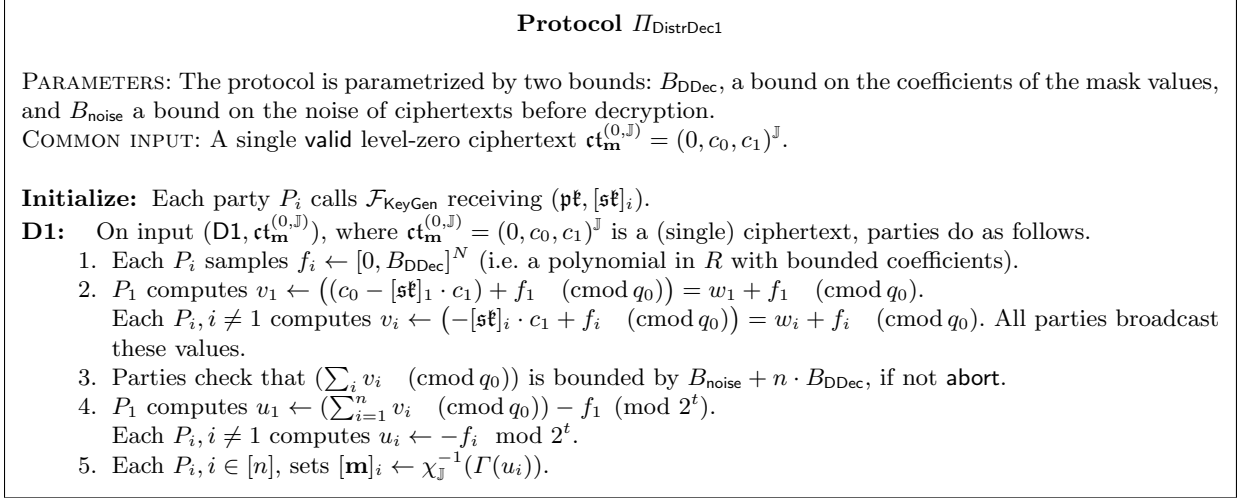 Protocol Π_DistrDec1
PARAMETERS: The protocol is parametrized by two bounds: B_DDec, a bound on the coefficients of the mask values,
and B_noise a bound on the noise of ciphertexts before decryption.
COMMON INPUT: A single valid level-zero ciphertext 𝔠𝔱_𝐦^(0,𝕁) = (0, c_0, c_1)^𝕁.
Initialize: Each party P_i calls ℱ_KeyGen receiving (𝔭𝔨, [𝔰𝔨]_i).
D1: On input (D1, 𝔠𝔱_𝐦^(0,𝕁)), where 𝔠𝔱_𝐦^(0,𝕁) = (0, c_0, c_1)^𝕁 is a (single) ciphertext, parties do as follows.
1. Each P_i samples f_i ← [0, B_DDec]^N (i.e. a polynomial in R with bounded coefficients).
2. P_1 computes v_1 ← ((c_0 − [𝔰𝔨]_1 · c_1) + f_1 (cmod q_0)) = w_1 + f_1 (cmod q_0).
Each P_i, i ≠ 1 computes v_i ← (−[𝔰𝔨]_i · c_1 + f_i (cmod q_0)) = w_i + f_i (cmod q_0). All parties broadcast
these values.
3. Parties check that (∑_i v_i (cmod q_0)) is bounded by B_noise + n · B_DDec, if not abort.
4. P_1 computes u_1 ← (∑_{i=1}^n v_i (cmod q_0)) − f_1 (mod 2^t).
Each P_i, i ≠ 1 computes u_i ← −f_i mod 2^t.
5. Each P_i, i ∈ [n], sets [𝐦]_i ← χ_𝕁^{−1}(Γ(u_i)).